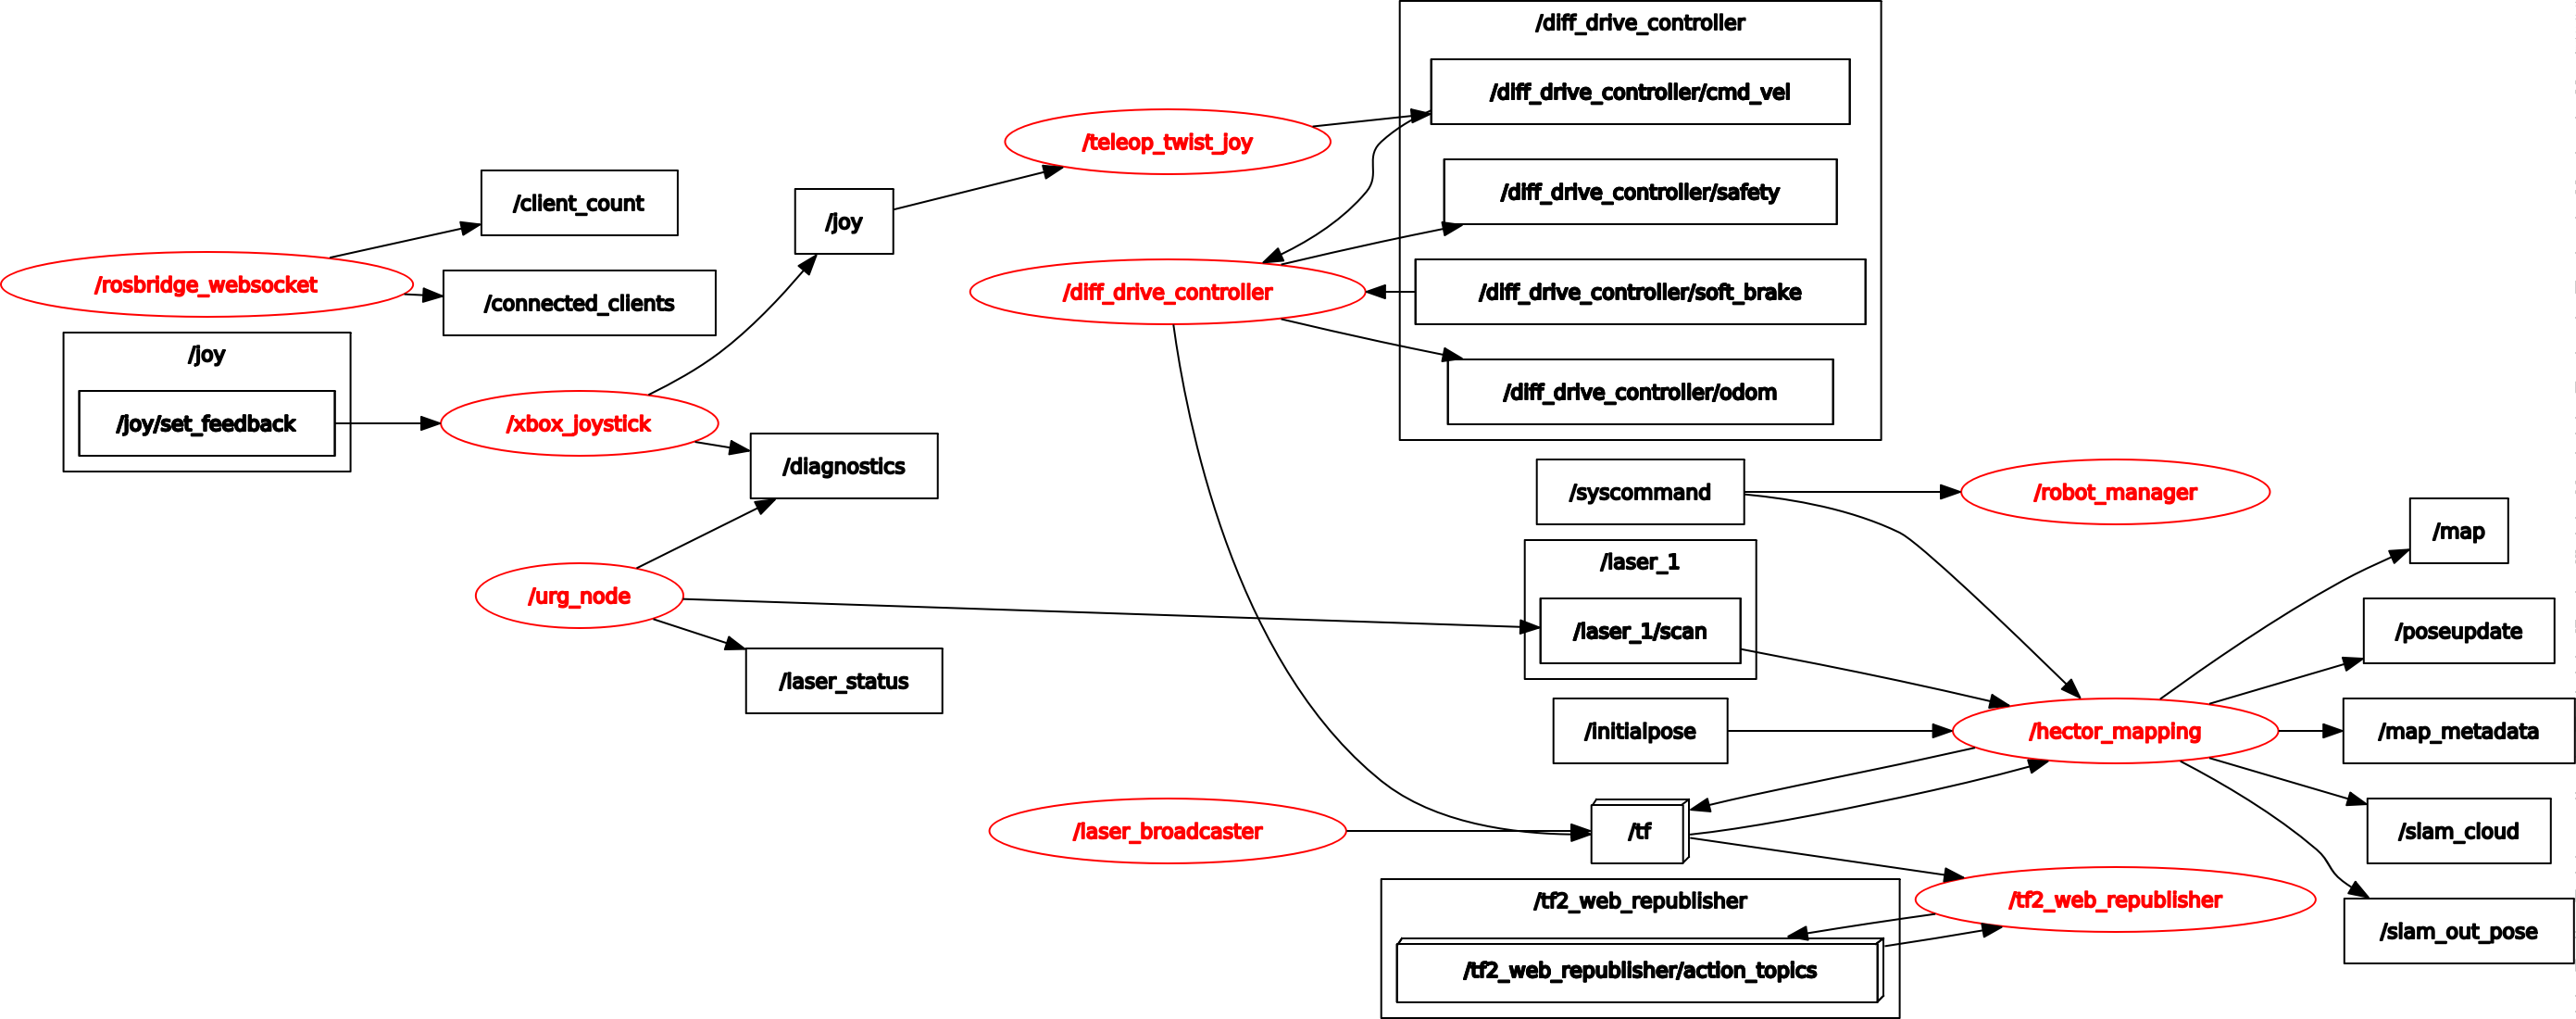 /diff_drive_controller
/diff_drive_controller/cmd_vel
/teleop_twist_joy
/diff_drive_controller/safety
/client_count
/joy
/rosbridge_websocket
/diff_drive_controller
/diff_drive_controller/soft_brake
/connected_clients
/joy
/diff_drive_controller/odom
/joy/set_feedback
/xbox_joystick
/diagnostics
/syscommand
/robot_manager
/map
/laser_1
/urg_node
/laser_1/scan
/poseupdate
/laser_status
/initialpose
/hector_mapping
/map_metadata
/laser_broadcaster
/tf
/slam_cloud
/tf2_web_republisher
/tf2_web_republisher
/slam_out_pose
/tf2_web_republisher/action_topics